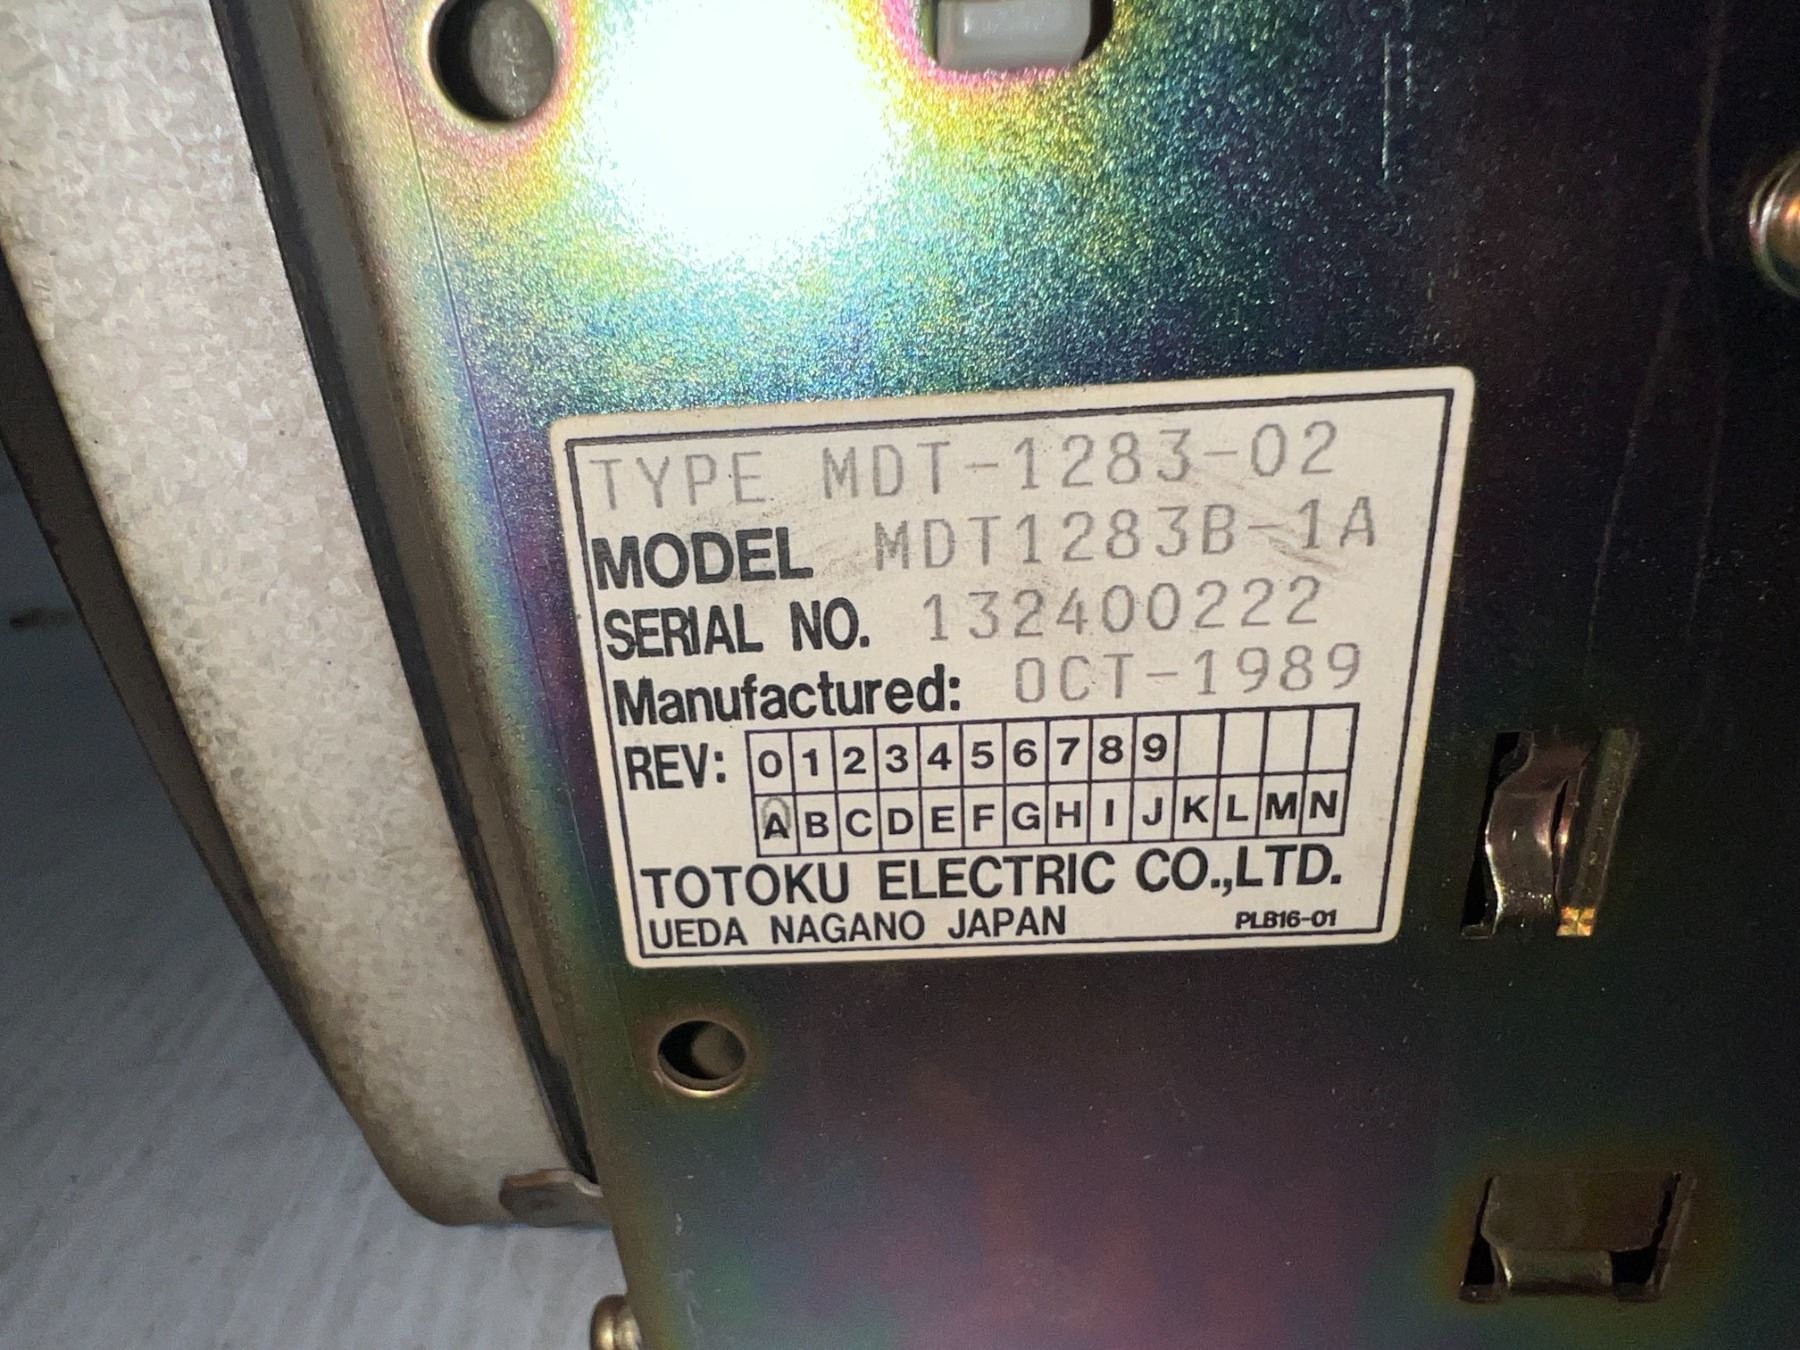 TYPE MDT-1283-02
MODEL MDT1283B-1A
SERIAL NO. 132400222
Manufactured: OCT-1989
REV: 0 1 2 3 4 5 6 7 8 9
A B C D E F G H I J K L M N
TOTOKU ELECTRIC CO.,LTD.
UEDA NAGANO JAPAN PLB16-01